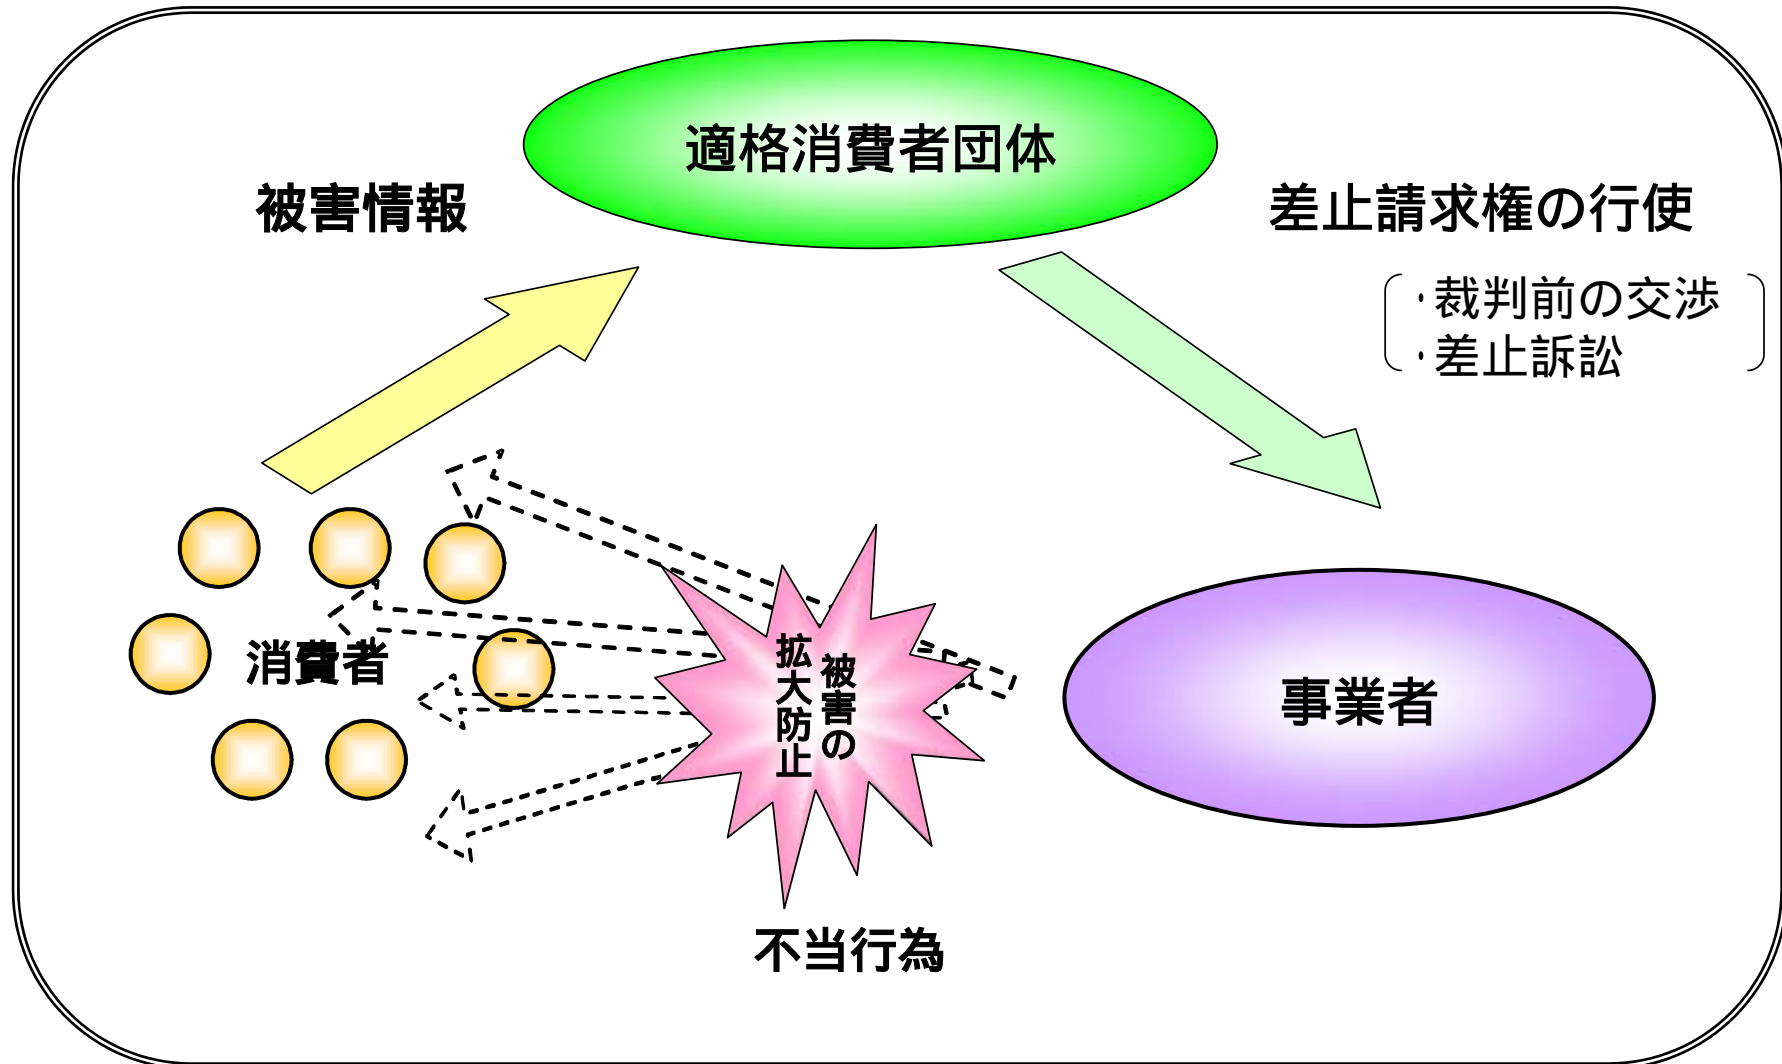 適格消費者団体
被害情報
差止請求権の行使
・裁判前の交渉
・差止訴訟
消費者
被害の
拡大防止
事業者
不当行為